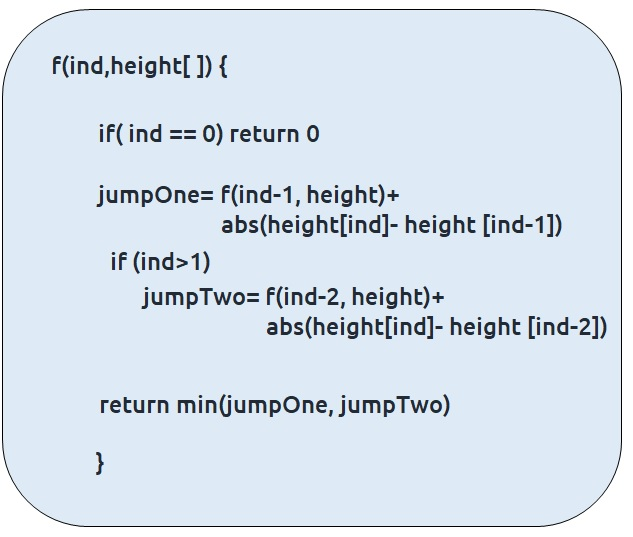 f(ind,height[ ]) {
if( ind == 0) return 0
jumpOne= f(ind-1, height)+
abs(height[ind]- height [ind-1])
if (ind>1)
jumpTwo= f(ind-2, height)+
abs(height[ind]- height [ind-2])
return min(jumpOne, jumpTwo)
}